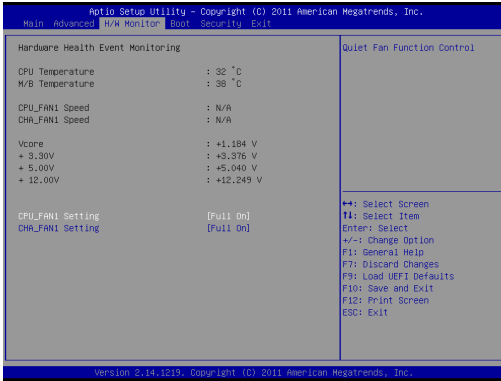 Aptio Setup Utility – Copyright (C) 2011 American Megatrends, Inc.
Main Advanced H/W Monitor Boot Security Exit
Hardware Health Event Monitoring
Quiet Fan Function Control
CPU Temperature : 32 °C
M/B Temperature : 38 °C
CPU_FAN1 Speed : N/A
CHA_FAN1 Speed : N/A
Vcore : +1.184 V
+ 3.30V : +3.376 V
+ 5.00V : +5.040 V
+ 12.00V : +12.249 V
CPU_FAN1 Setting [Full On]
CHA_FAN1 Setting [Full On]
↔: Select Screen
↑↓: Select Item
Enter: Select
+/-: Change Option
F1: General Help
F7: Discard Changes
F9: Load UEFI Defaults
F10: Save and Exit
F12: Print Screen
ESC: Exit
Version 2.14.1219. Copyright (C) 2011 American Megatrends, Inc.